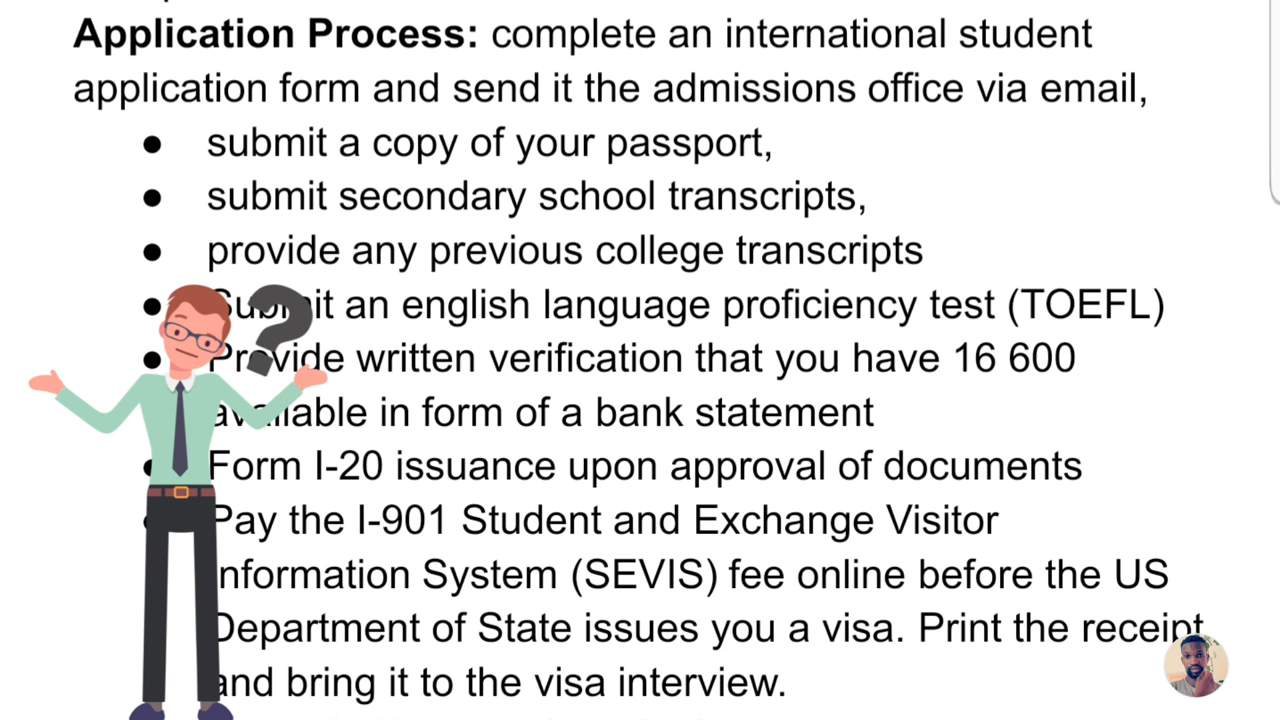 Application Process: complete an international student
application form and send it the admissions office via email,
● submit a copy of your passport,
● submit secondary school transcripts,
● provide any previous college transcripts
● Submit an english language proficiency test (TOEFL)
● Provide written verification that you have 16 600
available in form of a bank statement
● Form I-20 issuance upon approval of documents
● Pay the I-901 Student and Exchange Visitor
Information System (SEVIS) fee online before the US
Department of State issues you a visa. Print the receipt
and bring it to the visa interview.